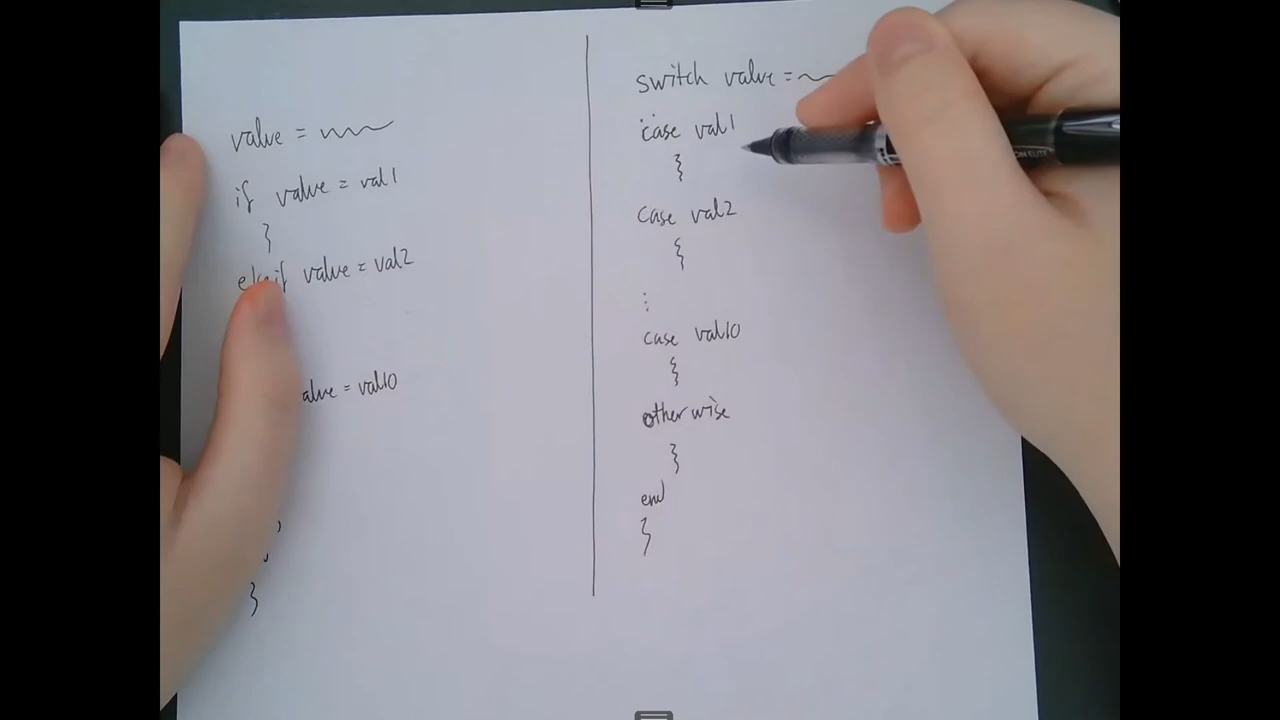 value =
if value = val1
}
elseif value = val2
value = val10
}
switch value =
case val1
}
case val2
{
⋮
case val10
{
otherwise
}
end
}